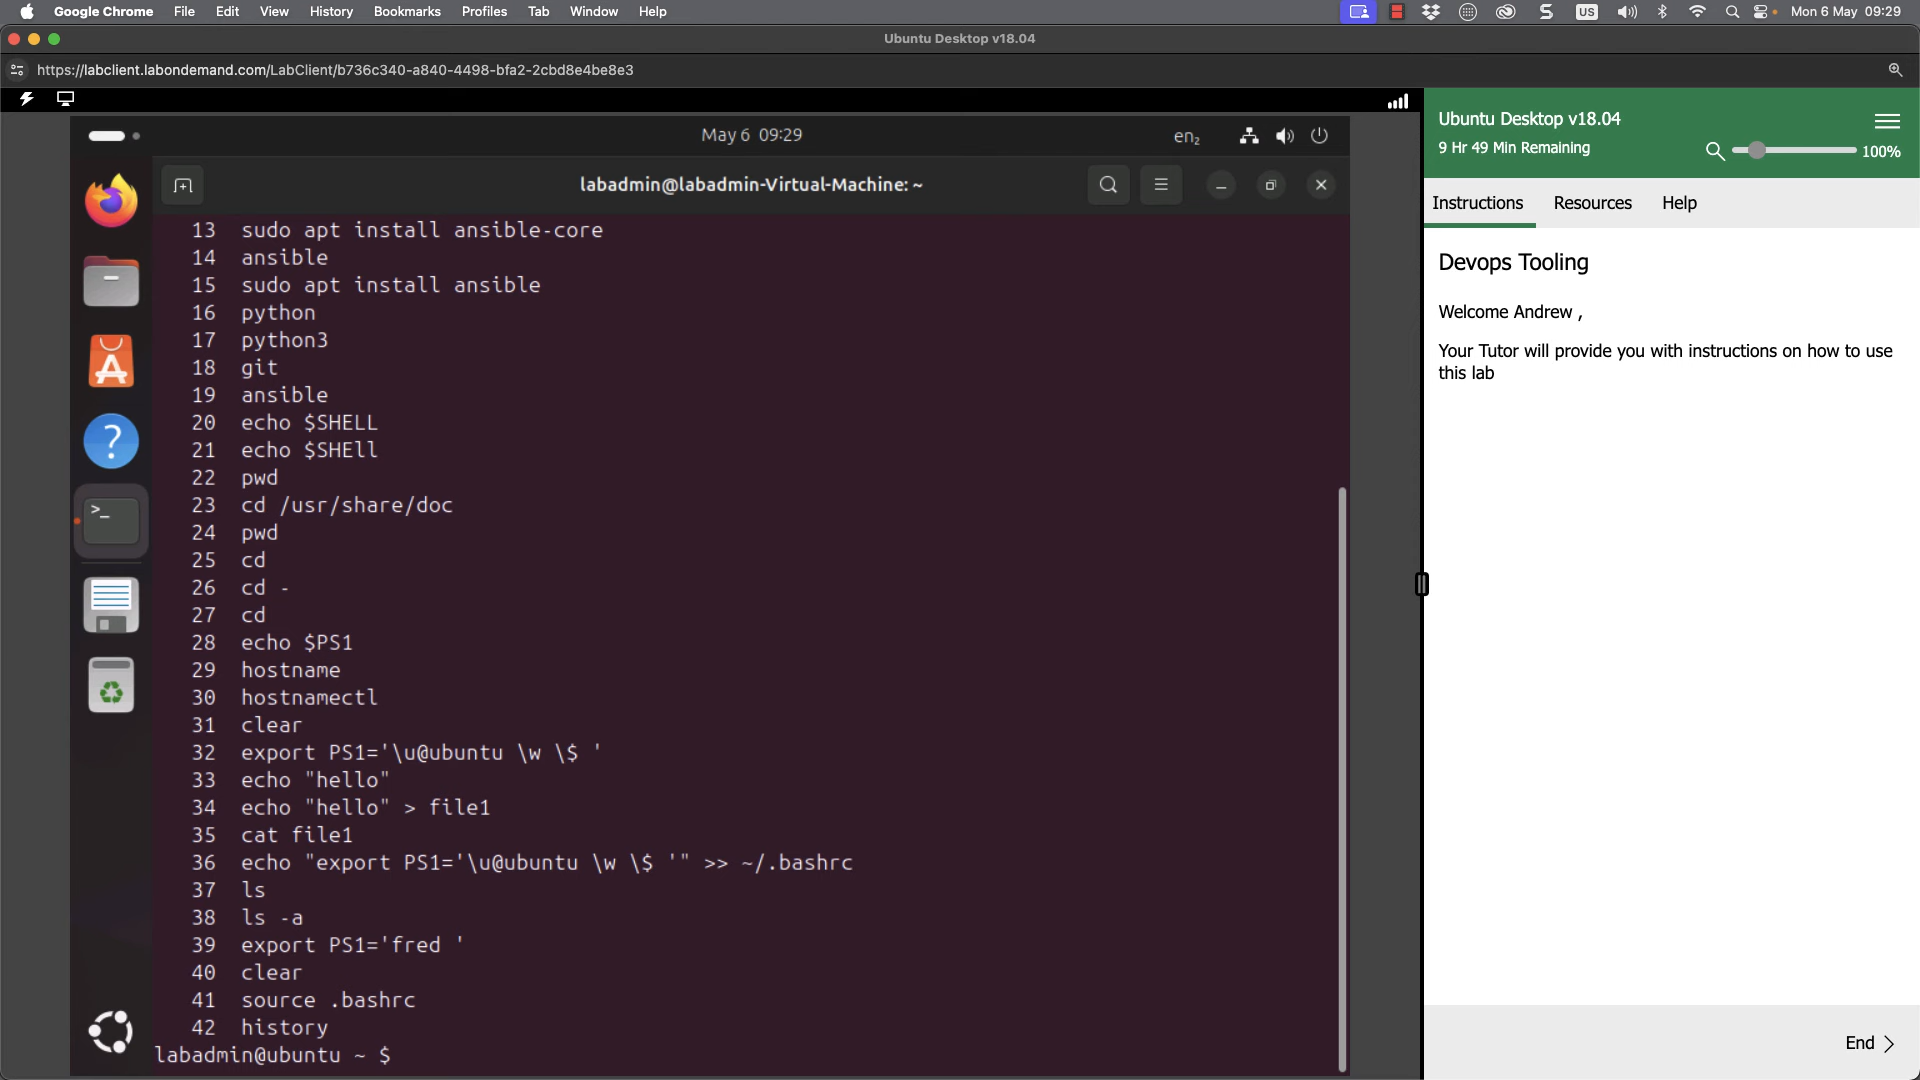 Google Chrome File Edit View History Bookmarks Profiles Tab Window Help
US Mon 6 May 09:29
Ubuntu Desktop v18.04
https://labclient.labondemand.com/LabClient/b736c340-a840-4498-bfa2-2cbd8e4be8e3
May 6 09:29
en₂
labadmin@labadmin-Virtual-Machine: ~
13 sudo apt install ansible-core
14 ansible
15 sudo apt install ansible
16 python
17 python3
18 git
19 ansible
20 echo $SHELL
21 echo $SHEll
22 pwd
23 cd /usr/share/doc
24 pwd
25 cd
26 cd -
27 cd
28 echo $PS1
29 hostname
30 hostnamectl
31 clear
32 export PS1='\u@ubuntu \w \$ '
33 echo "hello"
34 echo "hello" > file1
35 cat file1
36 echo "export PS1='\u@ubuntu \w \$ '" >> ~/.bashrc
37 ls
38 ls -a
39 export PS1='fred '
40 clear
41 source .bashrc
42 history
labadmin@ubuntu ~ $
Ubuntu Desktop v18.04
9 Hr 49 Min Remaining
100%
Instructions Resources Help
Devops Tooling
Welcome Andrew ,
Your Tutor will provide you with instructions on how to use
this lab
End